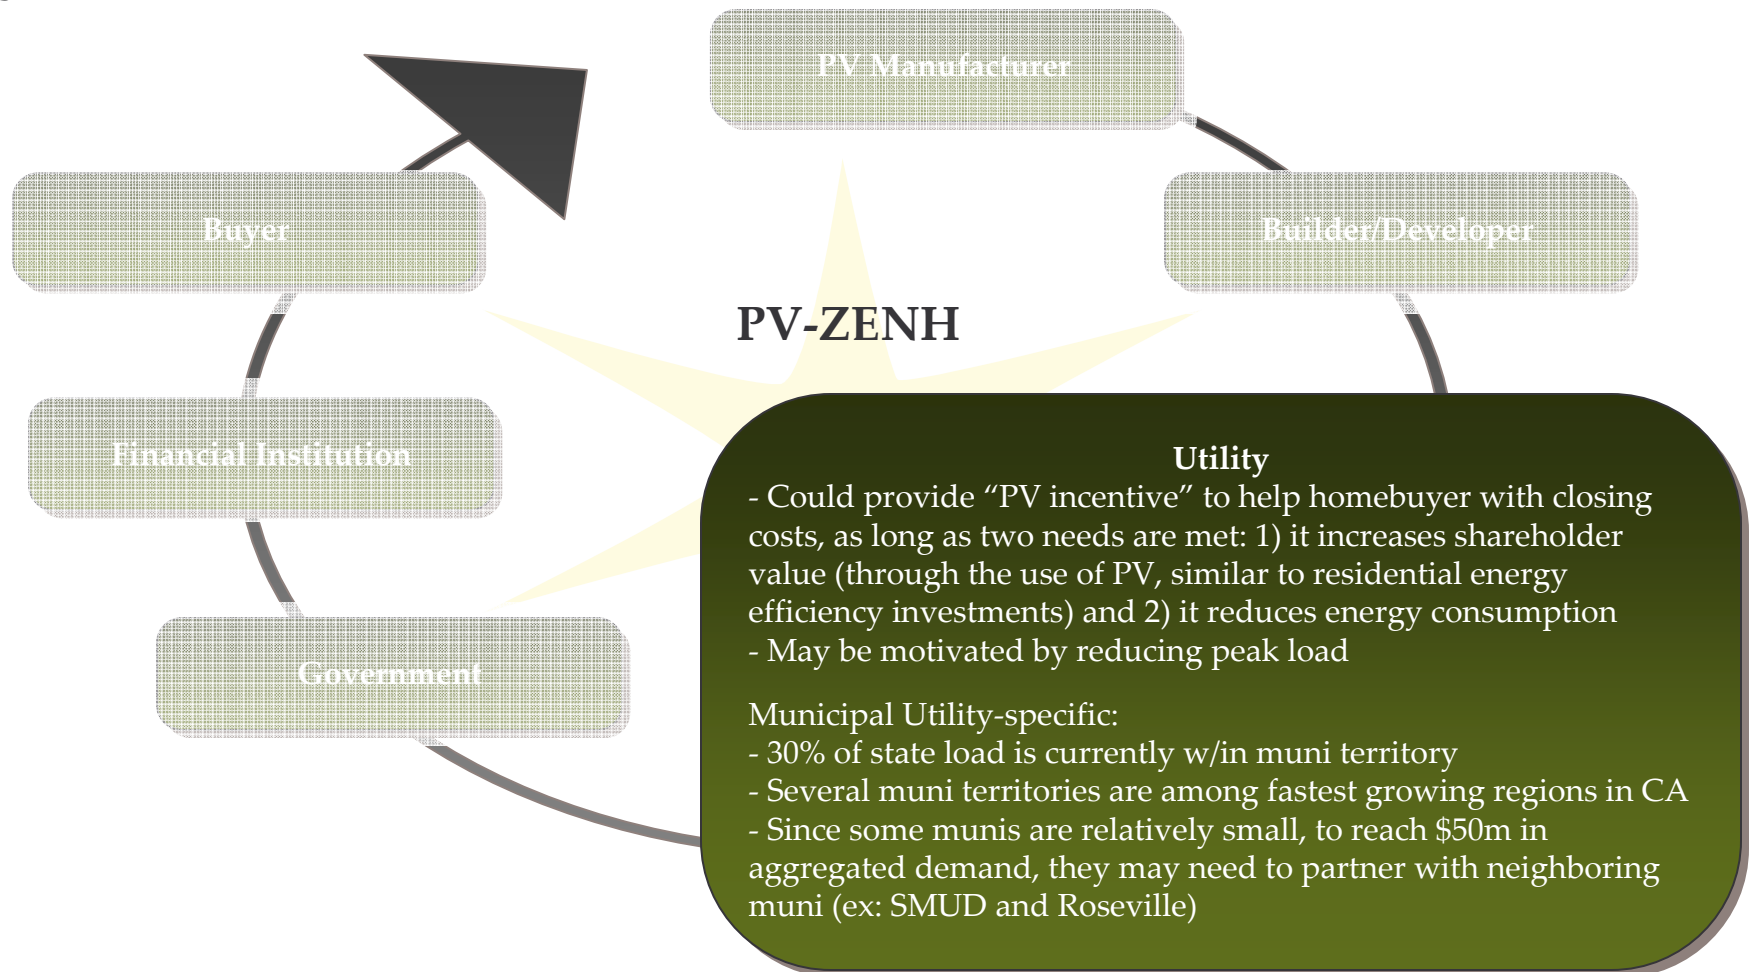 PV Manufacturer
Buyer
Builder/Developer
PV-ZENH
Financial Institution
Government
Utility
- Could provide “PV incentive” to help homebuyer with closing
costs, as long as two needs are met: 1) it increases shareholder
value (through the use of PV, similar to residential energy
efficiency investments) and 2) it reduces energy consumption
- May be motivated by reducing peak load
Municipal Utility-specific:
- 30% of state load is currently w/in muni territory
- Several muni territories are among fastest growing regions in CA
- Since some munis are relatively small, to reach $50m in
aggregated demand, they may need to partner with neighboring
muni (ex: SMUD and Roseville)